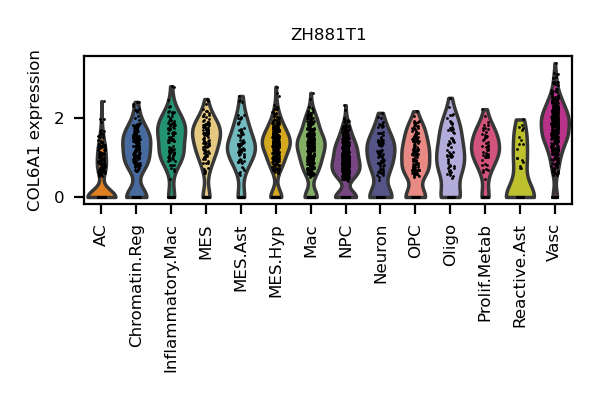 ZH881T1
COL6A1 expression
2
0
AC
Chromatin.Reg
Inflammatory.Mac
MES
MES.Ast
MES.Hyp
Mac
NPC
Neuron
OPC
Oligo
Prolif.Metab
Reactive.Ast
Vasc